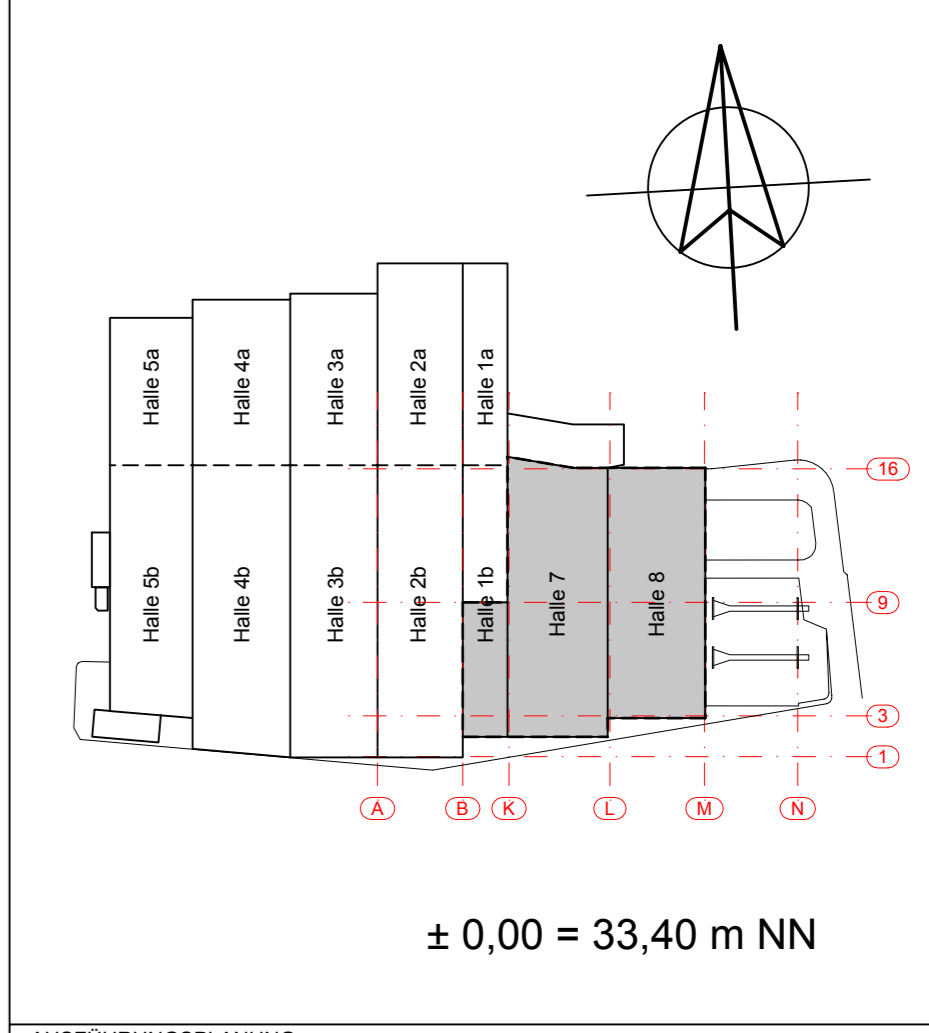 Halle 5a
Halle 4a
Halle 3a
Halle 2a
Halle 1a
16
Halle 5b
Halle 4b
Halle 3b
Halle 2b
Halle 1b
Halle 7
Halle 8
9
3
1
A
B
K
L
M
N
± 0,00 = 33,40 m NN
AUSFÜHRUNGSPLANUNG